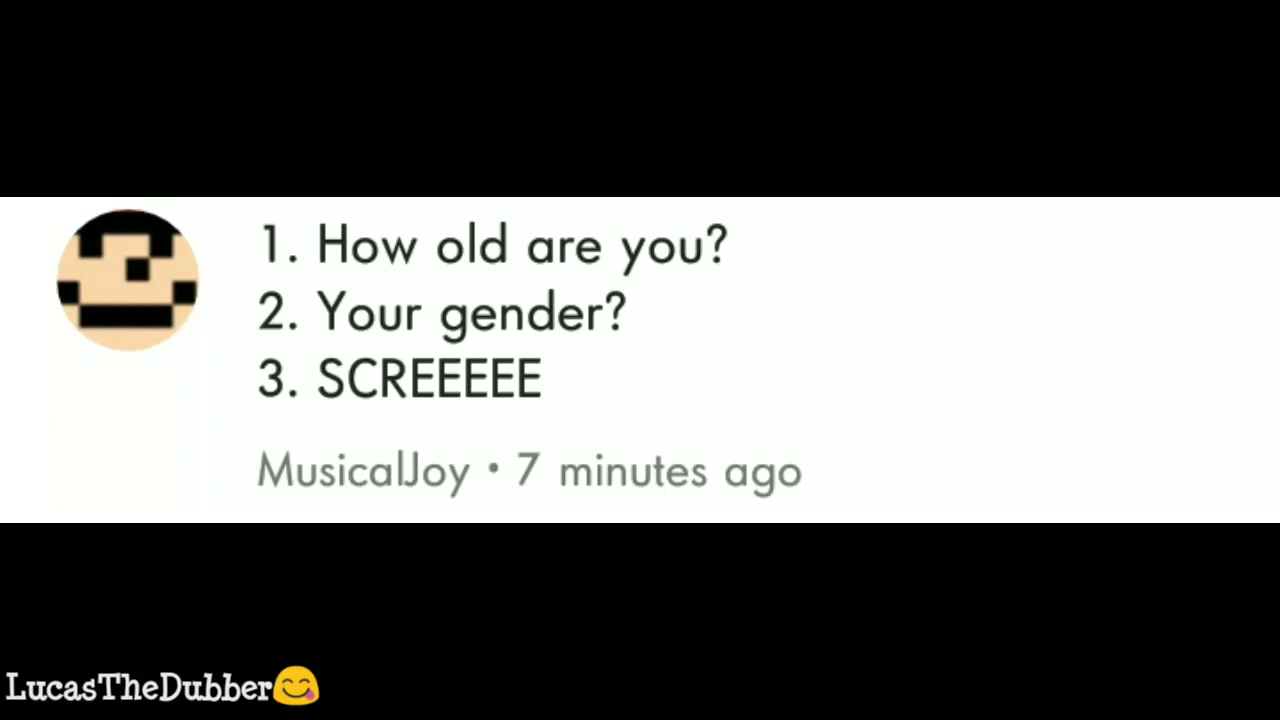 1. How old are you?
2. Your gender?
3. SCREEEEE
MusicalJoy • 7 minutes ago
LucasTheDubber😋